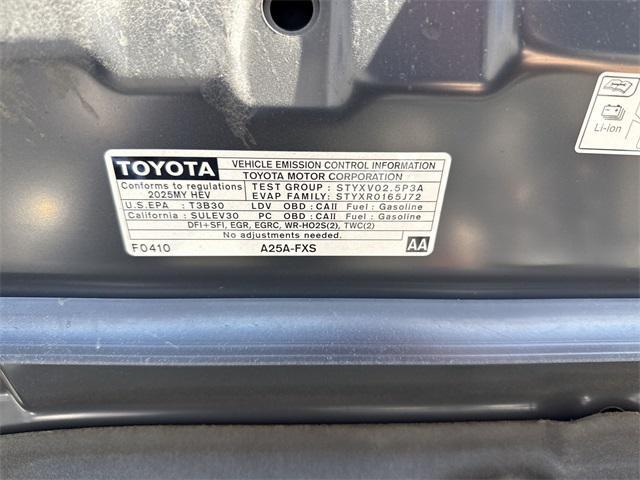 TOYOTA VEHICLE EMISSION CONTROL INFORMATION
TOYOTA MOTOR CORPORATION
Conforms to regulations
2025MY HEV
TEST GROUP : STYXV02.5P3A
EVAP FAMILY: STYXR0165J72
U.S.EPA : T3B30 LDV OBD : CAII Fuel : Gasoline
California : SULEV30 PC OBD : CAII Fuel : Gasoline
DFI+SFI, EGR, EGRC, WR-HO2S(2), TWC(2)
No adjustments needed.
F0410 A25A-FXS AA
Li-ion